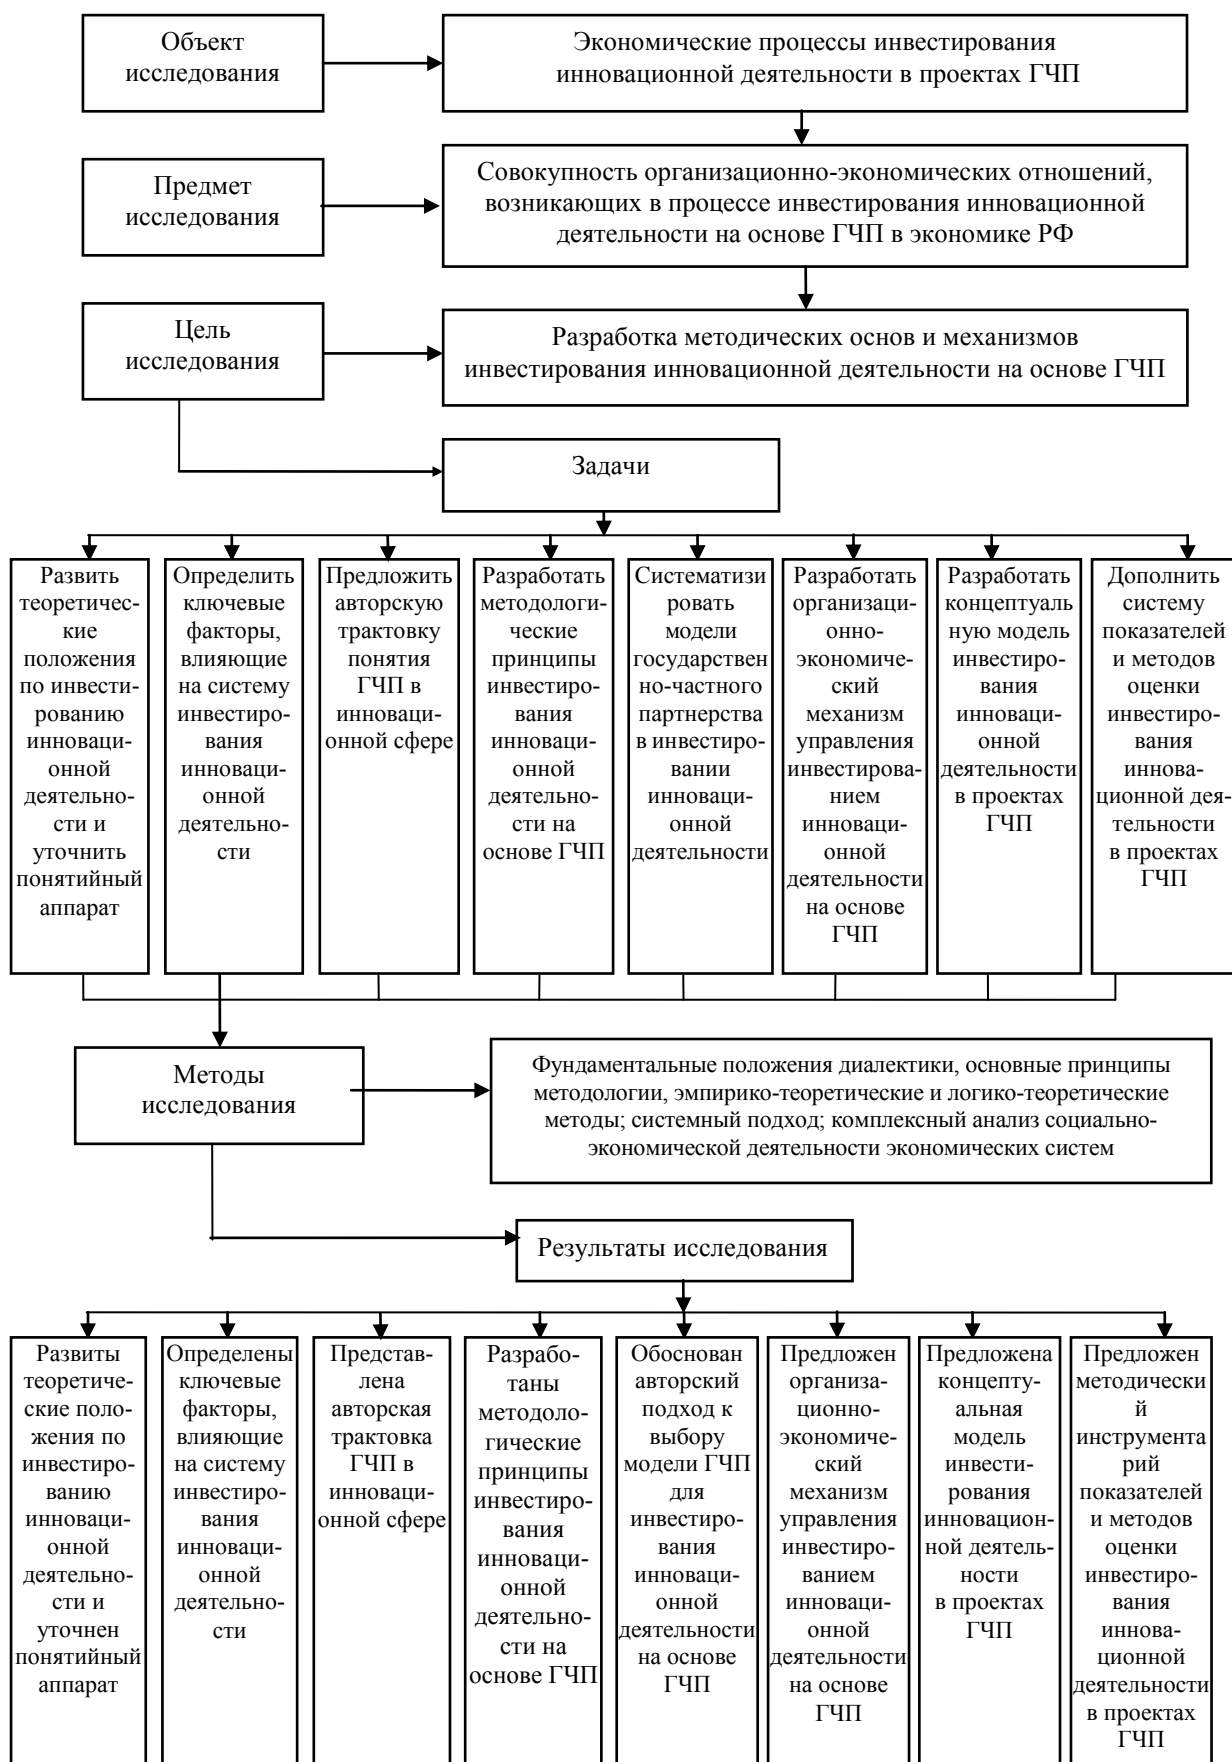 Объект
исследования
Экономические процессы инвестирования
инновационной деятельности в проектах ГЧП
Предмет
исследования
Совокупность организационно-экономических отношений,
возникающих в процессе инвестирования инновационной
деятельности на основе ГЧП в экономике РФ
Цель
исследования
Разработка методических основ и механизмов
инвестирования инновационной деятельности на основе ГЧП
Задачи
Развить
теоретичес-
кие
положения
по инвести-
рованию
инноваци-
онной
деятельно-
сти и
уточнить
понятийный
аппарат
Определить
ключевые
факторы,
влияющие
на систему
инвестиро-
вания
инноваци-
онной
деятельно-
сти
Предложить
авторскую
трактовку
понятия
ГЧП в
инноваци-
онной сфере
Разработать
методологи-
ческие
принципы
инвестиро-
вания
инноваци-
онной
деятельно-
сти на
основе ГЧП
Систематизи
ровать
модели
государствен
но-частного
партнерства
в инвестиро-
вании
инноваци-
онной
деятельности
Разработать
организаци-
онно-
экономичес-
кий
механизм
управления
инвестирова-
нием
инноваци-
онной
деятельности
на основе
ГЧП
Разработать
концептуаль
ную модель
инвестиро-
вания
инноваци-
онной
деятельности
в проектах
ГЧП
Дополнить
систему
показателей
и методов
оценки
инвестиро-
вания
иннова-
ционной дея-
тельности
в проектах
ГЧП
Методы
исследования
Фундаментальные положения диалектики, основные принципы
методологии, эмпирико-теоретические и логико-теоретические
методы; системный подход; комплексный анализ социально-
экономической деятельности экономических систем
Результаты исследования
Развиты
теоретиче-
ские поло-
жения по
инвестиро-
ванию
инноваци-
онной
деятельно-
сти и
уточнен
понятийный
аппарат
Определены
ключевые
факторы,
влияющие
на систему
инвестиро-
вания
инноваци-
онной
деятельно-
сти
Представ-
лена
авторская
трактовка
ГЧП в
инноваци-
онной сфере
Разрабо-
таны
методоло-
гические
принципы
инвестиро-
вания
инноваци-
онной
деятельно-
сти на
основе ГЧП
Обоснован
авторский
подход к
выбору
модели ГЧП
для
инвестиро-
вания
инноваци-
онной
деятельности
на основе
ГЧП
Предложен
организа-
ционно-
экономичес-
кий
механизм
управления
инвестиро-
ванием
инноваци-
онной
деятельности
на основе
ГЧП
Предложена
концепту-
альная
модель
инвести-
рования
инновацион-
ной деятель-
ности
в проектах
ГЧП
Предложен
методически
й
инструмента
рий
показателей
и методов
оценки
инвестиро-
вания
иннова-
ционной
деятельности
в проектах
ГЧП